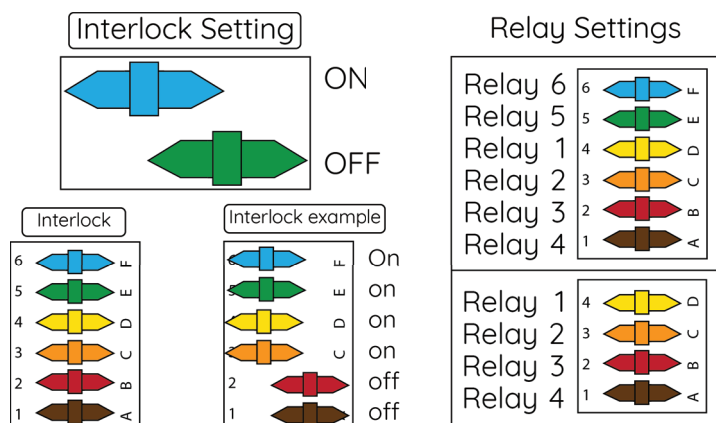 Interlock Setting
ON
OFF
Interlock
6 F
5 E
4 D
3 C
2 B
1 A
Interlock example
F On
E on
D on
C on
2 off
1 off
Relay Settings
Relay 6 6 F
Relay 5 5 E
Relay 1 4 D
Relay 2 3 C
Relay 3 2 B
Relay 4 1 A
Relay 1 4 D
Relay 2 3 C
Relay 3 2 B
Relay 4 1 A